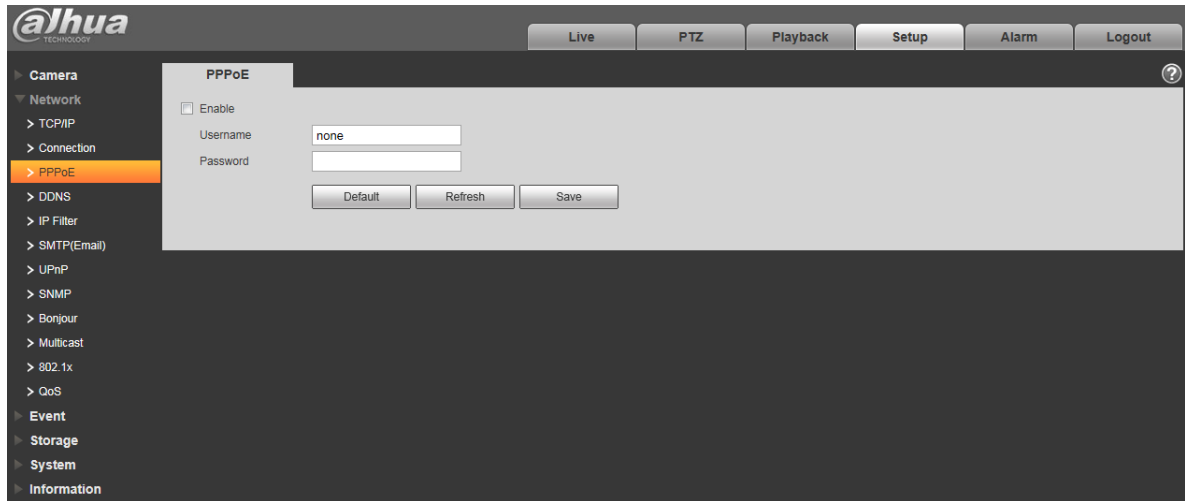 alhua
TECHNOLOGY
Live
PTZ
Playback
Setup
Alarm
Logout
Camera
Network
> TCP/IP
> Connection
> PPPoE
> DDNS
> IP Filter
> SMTP(Email)
> UPnP
> SNMP
> Bonjour
> Multicast
> 802.1x
> QoS
Event
Storage
System
Information
PPPoE
?
Enable
Username
none
Password
Default
Refresh
Save